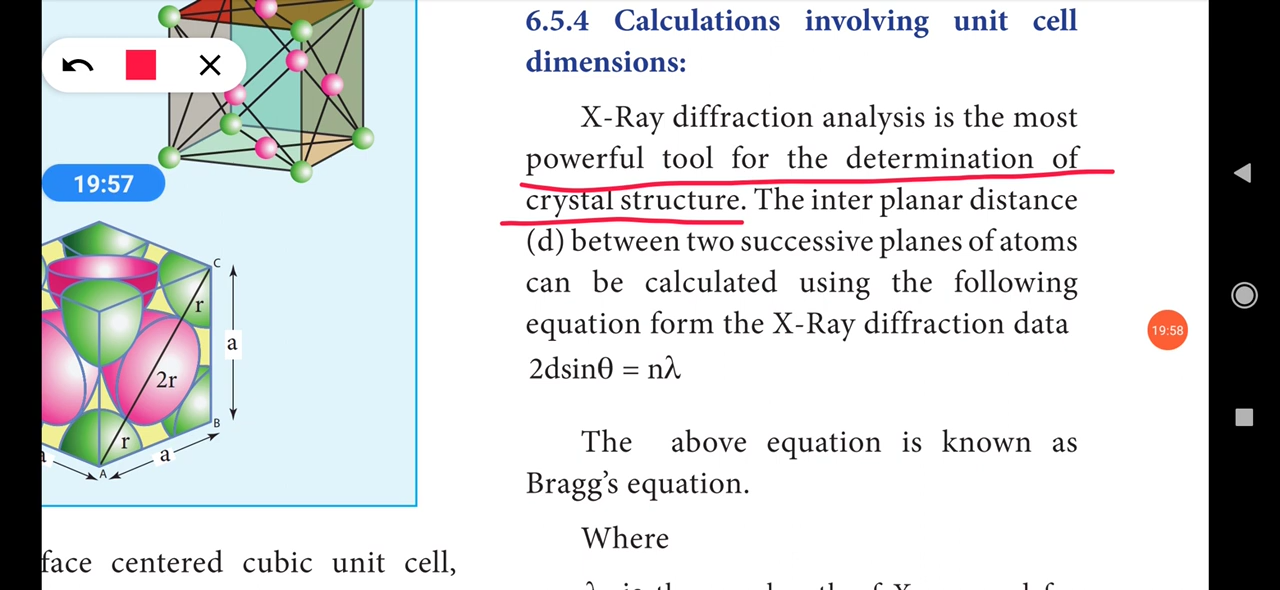 19:57
C
r
a
2r
B
r
a
A
face centered cubic unit cell,
6.5.4 Calculations involving unit cell
dimensions:
X-Ray diffraction analysis is the most
powerful tool for the determination of
crystal structure. The inter planar distance
(d) between two successive planes of atoms
can be calculated using the following
equation form the X-Ray diffraction data
2dsinθ = nλ
The above equation is known as
Bragg's equation.
Where
19:58